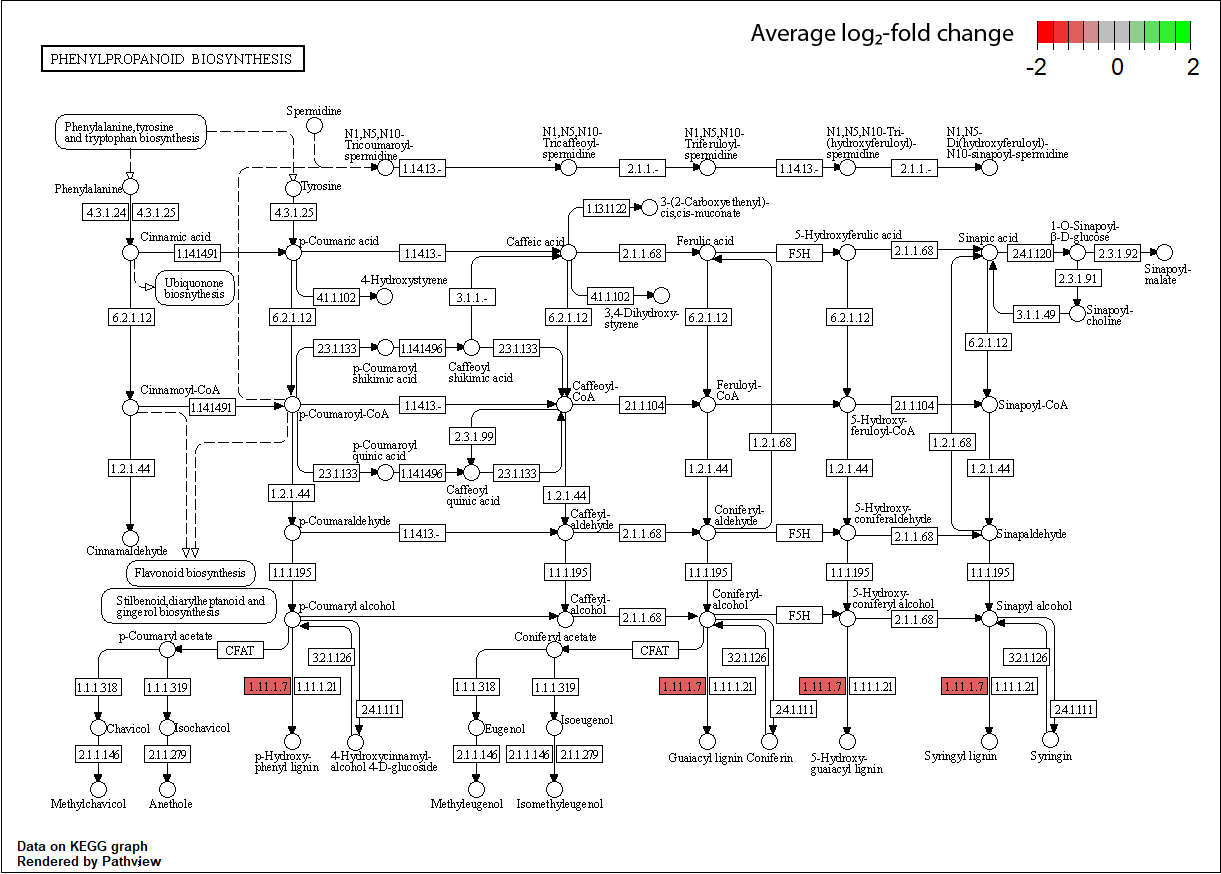 Average log₂-fold change
-2 0 2
PHENYLPROPANOID BIOSYNTHESIS
Spermidine
Phenylalanine,tyrosine
and tryptophan biosynthesis
N1,N5,N10-
Tricoumaroyl-
spermidine
N1,N5,N10-
Tricaffeoyl-
spermidine
N1,N5,N10-
Triferuloyl-
spermidine
N1,N5,N10-Tri-
(hydroxyferuloyl)-
spermidine
N1,N5-
Di(hydroxyferuloyl)-
N10-sinapoyl-spermidine
1.14.13.-
2.1.1.-
1.14.13.-
2.1.1.-
Phenylalanine
Tyrosine
4.3.1.24
4.3.1.25
4.3.1.25
1.13.11.22
3-(2-Carboxyethenyl)-
cis,cis-muconate
Cinnamic acid
p-Coumaric acid
Caffeic acid
Ferulic acid
5-Hydroxyferulic acid
Sinapic acid
1-O-Sinapoyl-
β-D-glucose
1.14.14.91
1.14.13.-
2.1.1.68
F5H
2.1.1.68
2.4.1.120
2.3.1.92
Sinapoyl-
malate
Ubiquonone
biosnythesis
4-Hydroxystyrene
4.1.1.102
3.1.1.-
4.1.1.102
3,4-Dihydroxy-
styrene
2.3.1.91
3.1.1.49
Sinapoyl-
choline
6.2.1.12
6.2.1.12
6.2.1.12
6.2.1.12
6.2.1.12
6.2.1.12
2.3.1.133
1.14.14.96
2.3.1.133
p-Coumaroyl
shikimic acid
Caffeoyl
shikimic acid
Cinnamoyl-CoA
p-Coumaroyl-CoA
Caffeoyl-
CoA
Feruloyl-
CoA
5-Hydroxy-
feruloyl-CoA
Sinapoyl-CoA
1.14.14.91
1.14.13.-
2.1.1.104
2.1.1.104
2.3.1.99
1.2.1.68
1.2.1.68
p-Coumaroyl
quinic acid
2.3.1.133
1.14.14.96
2.3.1.133
Caffeoyl
quinic acid
1.2.1.44
1.2.1.44
1.2.1.44
1.2.1.44
1.2.1.44
1.2.1.44
Cinnamaldehyde
p-Coumaraldehyde
Caffeyl-
aldehyde
Coniferyl-
aldehyde
5-Hydroxy-
coniferaldehyde
Sinapaldehyde
1.14.13.-
2.1.1.68
F5H
2.1.1.68
Flavonoid biosynthesis
Stilbenoid,diarylheptanoid and
gingerol biosynthesis
1.1.1.195
1.1.1.195
1.1.1.195
1.1.1.195
1.1.1.195
p-Coumaryl alcohol
Caffeyl-
alcohol
Coniferyl-
alcohol
5-Hydroxy-
coniferyl alcohol
Sinapyl alcohol
2.1.1.68
F5H
2.1.1.68
p-Coumaryl acetate
CFAT
Coniferyl acetate
CFAT
3.2.1.126
3.2.1.126
3.2.1.126
1.1.1.318
1.1.1.319
1.11.1.7
1.11.1.21
1.1.1.318
1.1.1.319
1.11.1.7
1.11.1.21
1.11.1.7
1.11.1.21
1.11.1.7
1.11.1.21
2.4.1.111
2.4.1.111
2.4.1.111
Chavicol
Isochavicol
Eugenol
Isoeugenol
2.1.1.146
2.1.1.279
2.1.1.146
2.1.1.146
2.1.1.279
p-Hydroxy-
phenyl lignin
4-Hydroxycinnamyl-
alcohol 4-D-glucoside
Guaiacyl lignin
Coniferin
5-Hydroxy-
guaiacyl lignin
Syringyl lignin
Syringin
Methylchavicol
Anethole
Methyleugenol
Isomethyleugenol
Data on KEGG graph
Rendered by Pathview